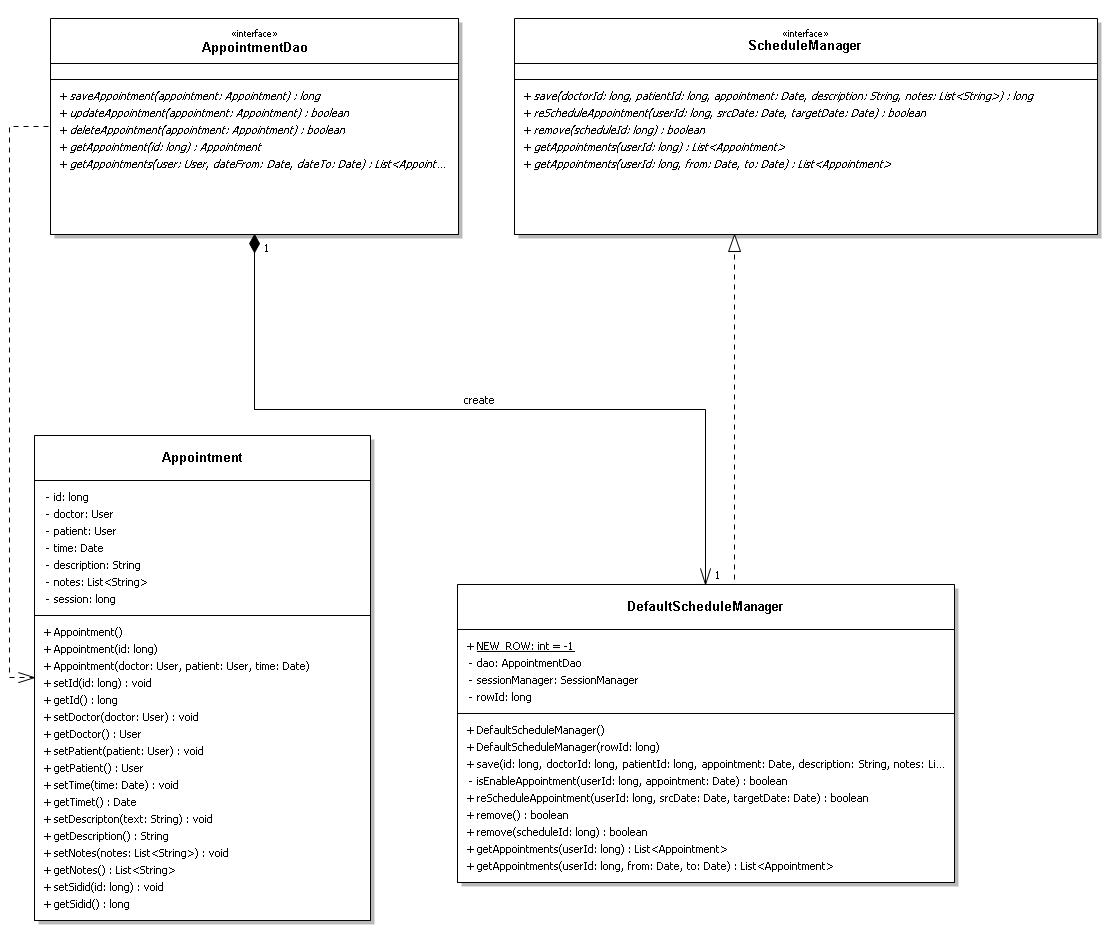 «interface»
AppointmentDao
+ saveAppointment(appointment: Appointment) : long
+ updateAppointment(appointment: Appointment) : boolean
+ deleteAppointment(appointment: Appointment) : boolean
+ getAppointment(id: long) : Appointment
+ getAppointments(user: User, dateFrom: Date, dateTo: Date) : List<Appoint...
«interface»
ScheduleManager
+ save(doctorId: long, patientId: long, appointment: Date, description: String, notes: List<String>) : long
+ reScheduleAppointment(userId: long, srcDate: Date, targetDate: Date) : boolean
+ remove(scheduleId: long) : boolean
+ getAppointments(userId: long) : List<Appointment>
+ getAppointments(userId: long, from: Date, to: Date) : List<Appointment>
1
create
1
Appointment
- id: long
- doctor: User
- patient: User
- time: Date
- description: String
- notes: List<String>
- session: long
+ Appointment()
+ Appointment(id: long)
+ Appointment(doctor: User, patient: User, time: Date)
+ setId(id: long) : void
+ getId() : long
+ setDoctor(doctor: User) : void
+ getDoctor() : User
+ setPatient(patient: User) : void
+ getPatient() : User
+ setTime(time: Date) : void
+ getTimet() : Date
+ setDescripton(text: String) : void
+ getDescription() : String
+ setNotes(notes: List<String>) : void
+ getNotes() : List<String>
+ setSidid(id: long) : void
+ getSidid() : long
DefaultScheduleManager
+ NEW_ROW: int = -1
- dao: AppointmentDao
- sessionManager: SessionManager
- rowId: long
+ DefaultScheduleManager()
+ DefaultScheduleManager(rowId: long)
+ save(id: long, doctorId: long, patientId: long, appointment: Date, description: String, notes: Li...
- isEnableAppointment(userId: long, appointment: Date) : boolean
+ reScheduleAppointment(userId: long, srcDate: Date, targetDate: Date) : boolean
+ remove() : boolean
+ remove(scheduleId: long) : boolean
+ getAppointments(userId: long) : List<Appointment>
+ getAppointments(userId: long, from: Date, to: Date) : List<Appointment>